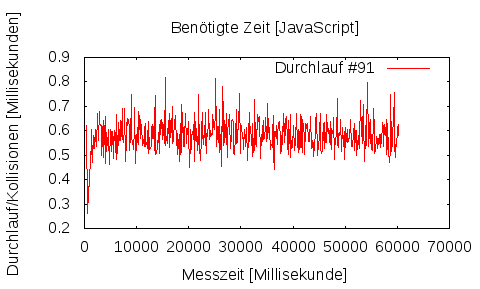 Benötigte Zeit [JavaScript]
Durchlauf/Kollisionen [Millisekunden]
Durchlauf #91
0.9
0.8
0.7
0.6
0.5
0.4
0.3
0.2
0 10000 20000 30000 40000 50000 60000 70000
Messzeit [Millisekunde]